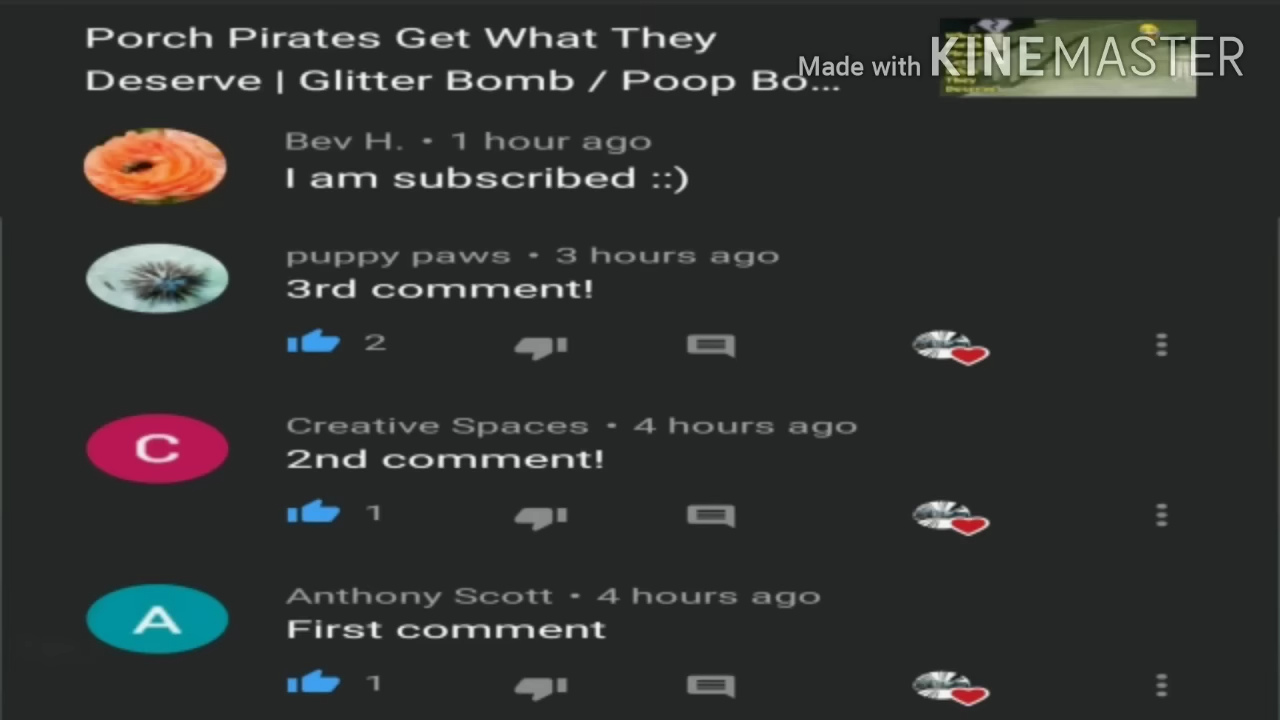 Porch Pirates Get What They
Deserve | Glitter Bomb / Poop Bo...
Made with KINEMASTER
Bev H. • 1 hour ago
I am subscribed ::)
puppy paws • 3 hours ago
3rd comment!
2
C
Creative Spaces • 4 hours ago
2nd comment!
1
A
Anthony Scott • 4 hours ago
First comment
1